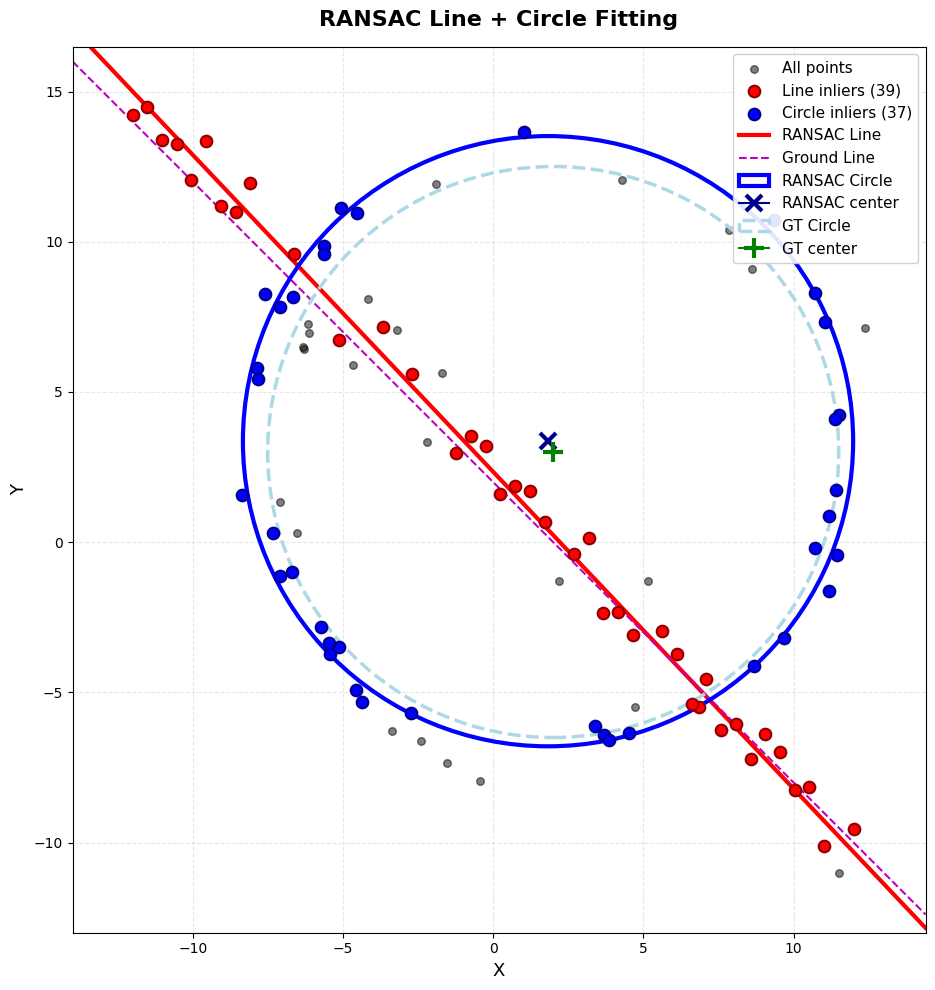 RANSAC Line + Circle Fitting
All points
Line inliers (39)
Circle inliers (37)
RANSAC Line
Ground Line
RANSAC Circle
RANSAC center
GT Circle
GT center
15
10
5
0
−5
−10
Y
−10
−5
0
5
10
X